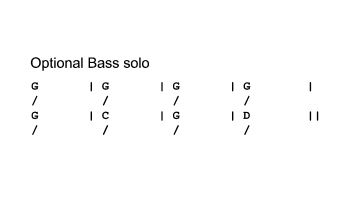 Optional Bass solo
G | G | G | G |
/ / / /
G | C | G | D ||
/ / / /